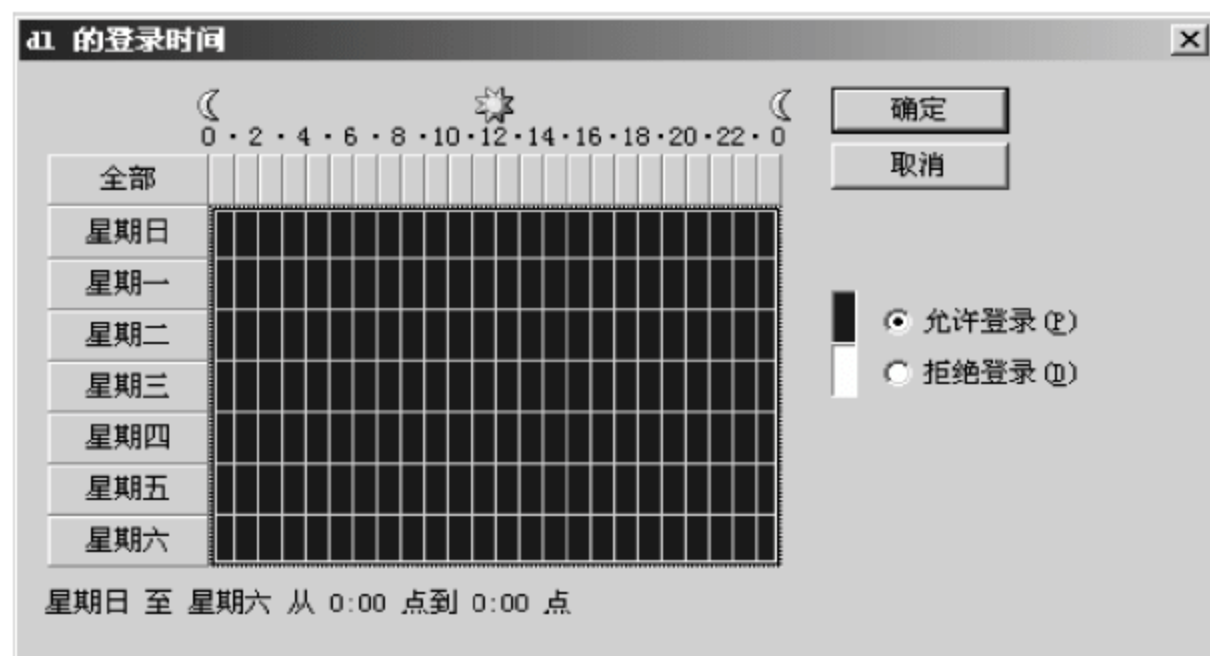 d1 的登录时间
0 · 2 · 4 · 6 · 8 · 10 · 12 · 14 · 16 · 18 · 20 · 22 · 0
确定
取消
全部
星期日
星期一
星期二
星期三
星期四
星期五
星期六
允许登录(P)
拒绝登录(D)
星期日 至 星期六 从 0:00 点到 0:00 点